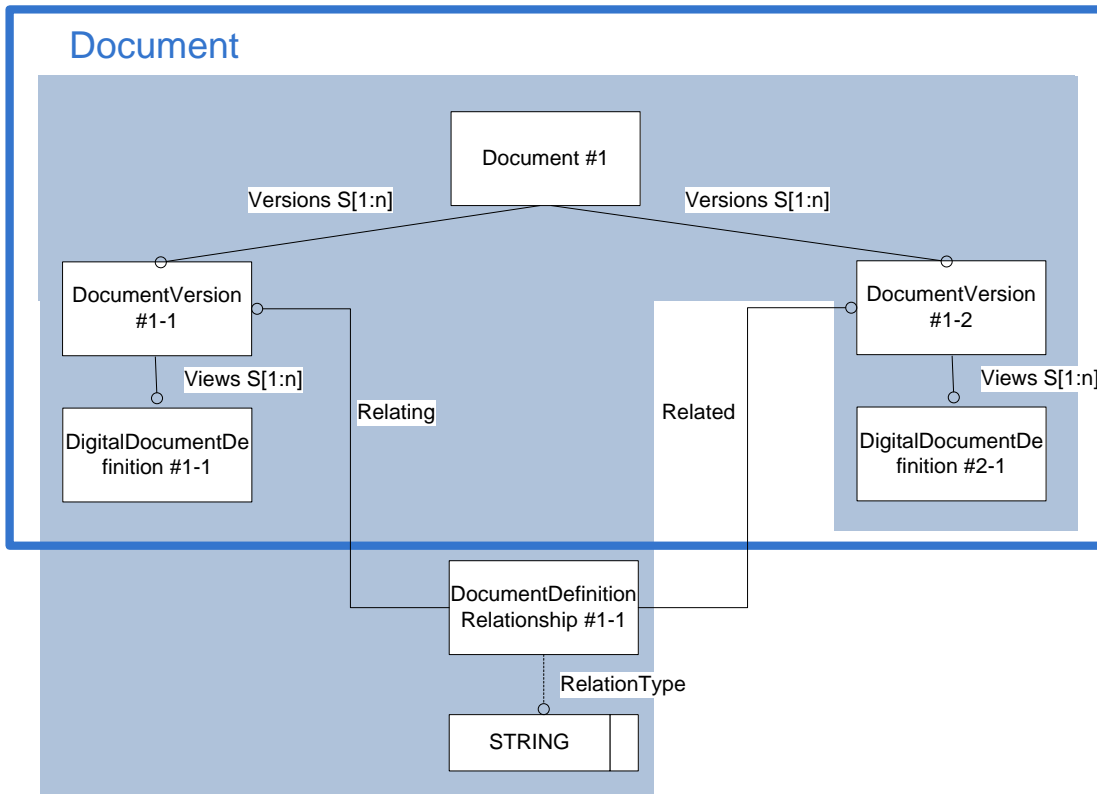 Document
Document #1
Versions S[1:n]
Versions S[1:n]
DocumentVersion
#1-1
DocumentVersion
#1-2
Views S[1:n]
Views S[1:n]
Relating
Related
DigitalDocumentDe
finition #1-1
DigitalDocumentDe
finition #2-1
DocumentDefinition
Relationship #1-1
RelationType
STRING